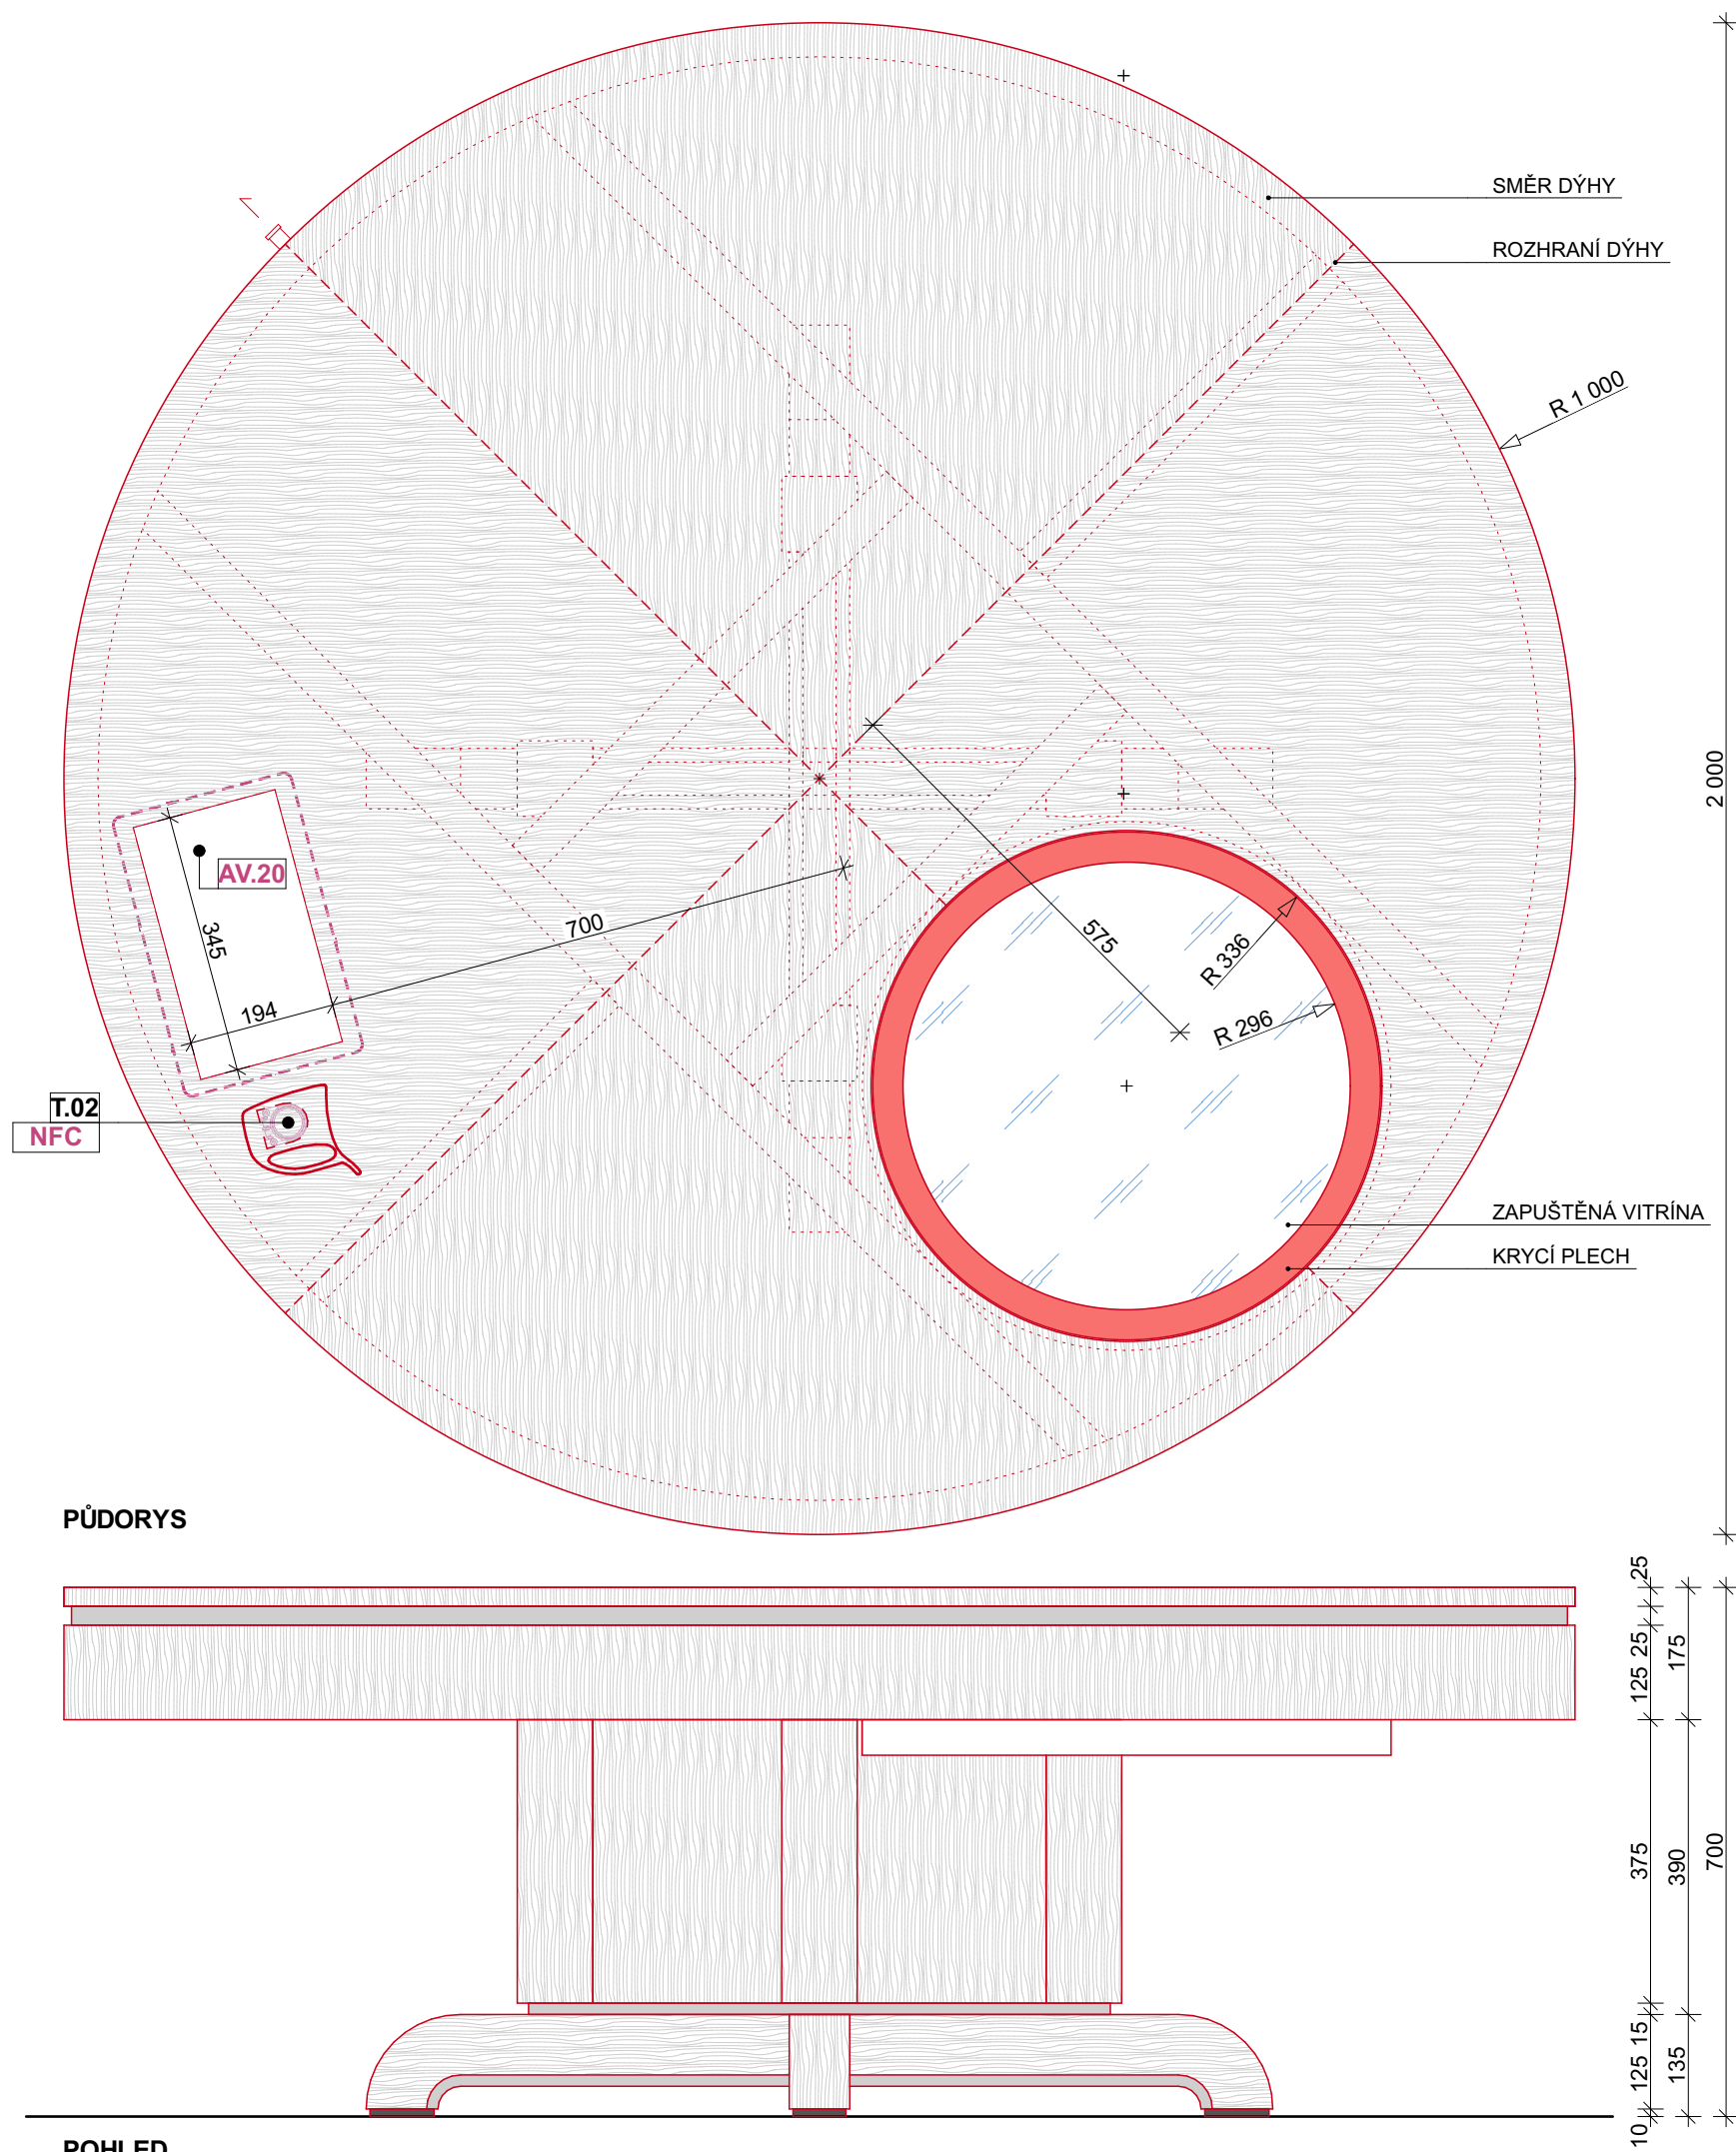 SMĚR DÝHY
ROZHRANÍ DÝHY
R 1 000
2 000
AV.20
345
194
700
575
R 336
R 296
T.02
NFC
ZAPUŠTĚNÁ VITRÍNA
KRYCÍ PLECH
PŮDORYS
25
25
125
175
375
390
700
15
125
135
10
POHLED